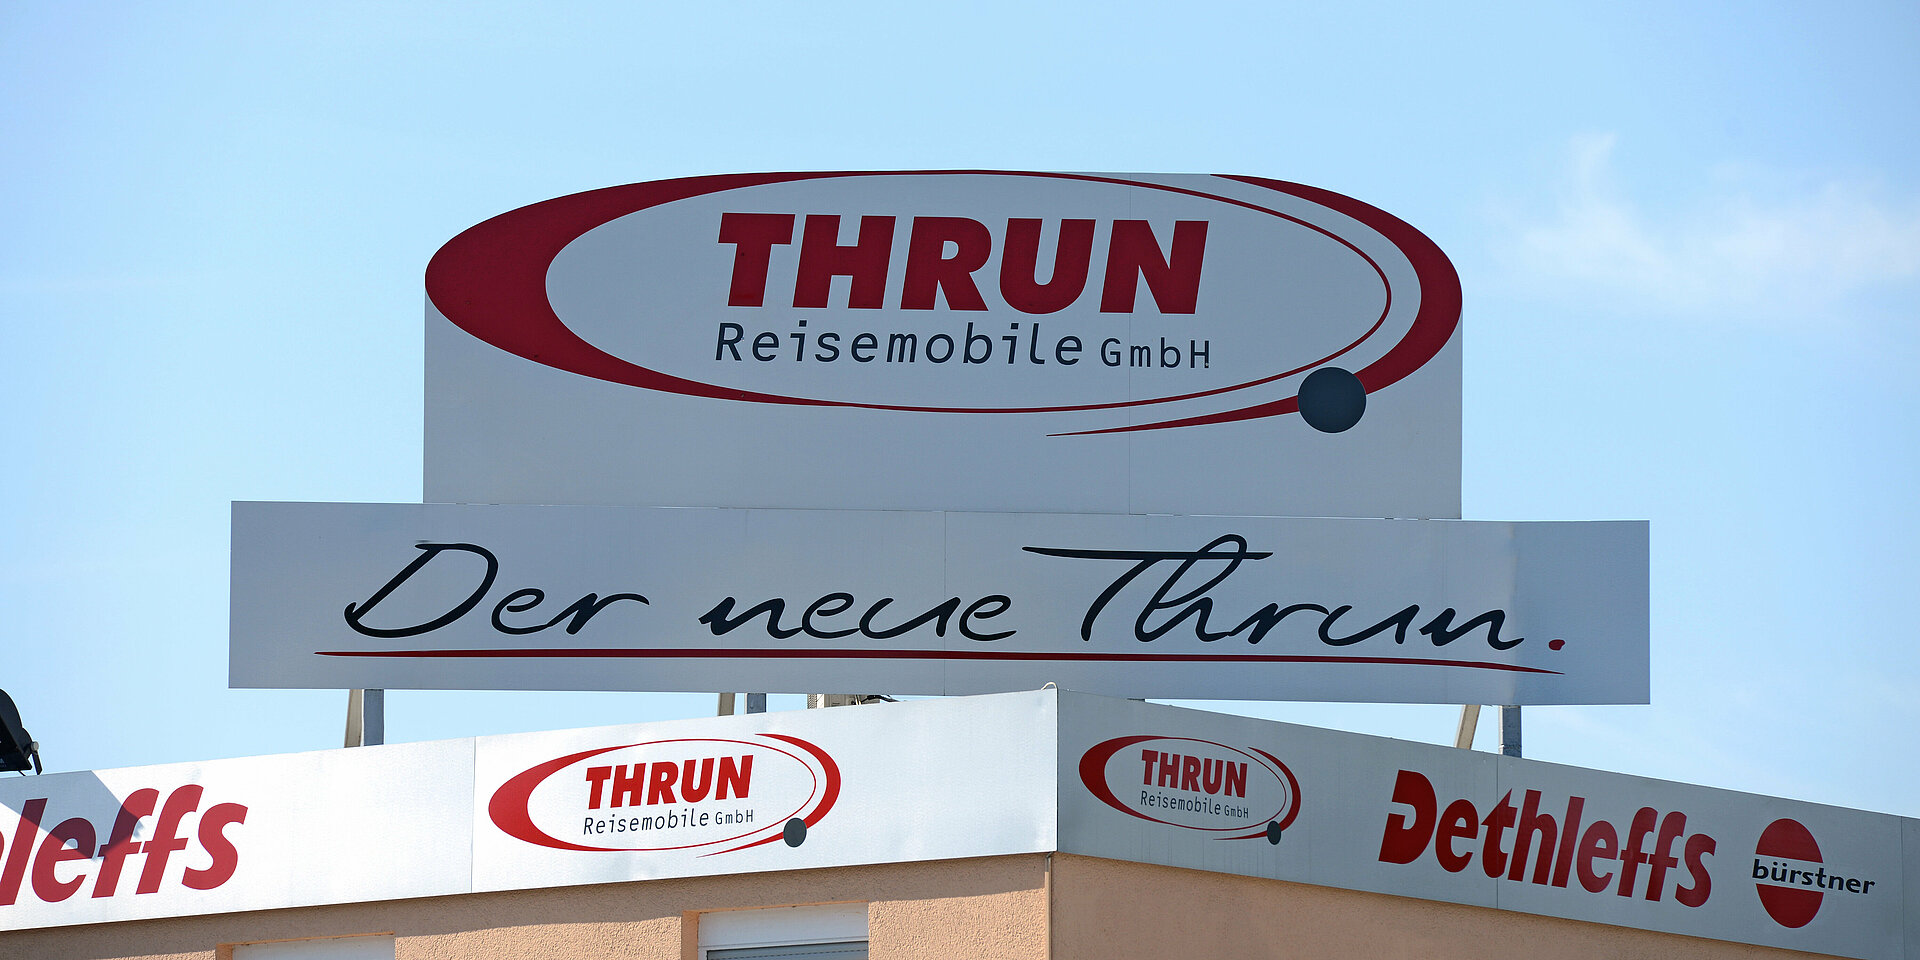 THRUN
Reisemobile GmbH
Der neue Thrun.
leffs
THRUN
Reisemobile GmbH
THRUN
Reisemobile GmbH
Dethleffs
bürstner